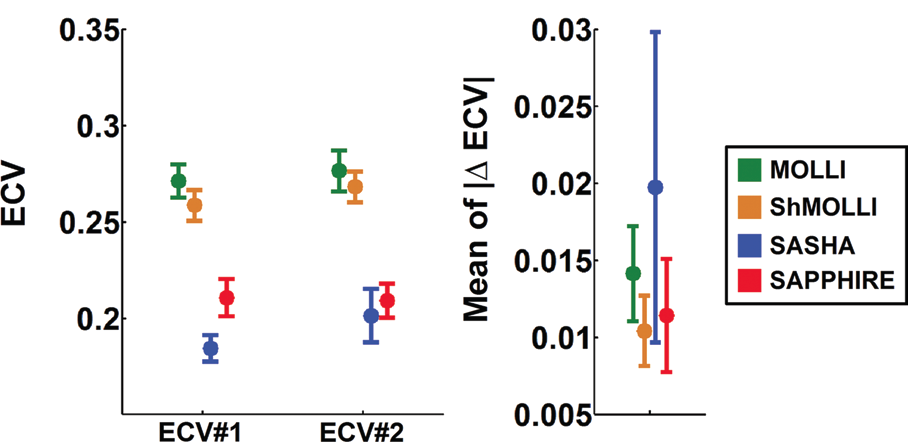 0.35
0.3
0.25
0.2
ECV
ECV#1
ECV#2
0.03
0.025
0.02
0.015
0.01
0.005
Mean of |Δ ECV|
MOLLI
ShMOLLI
SASHA
SAPPHIRE